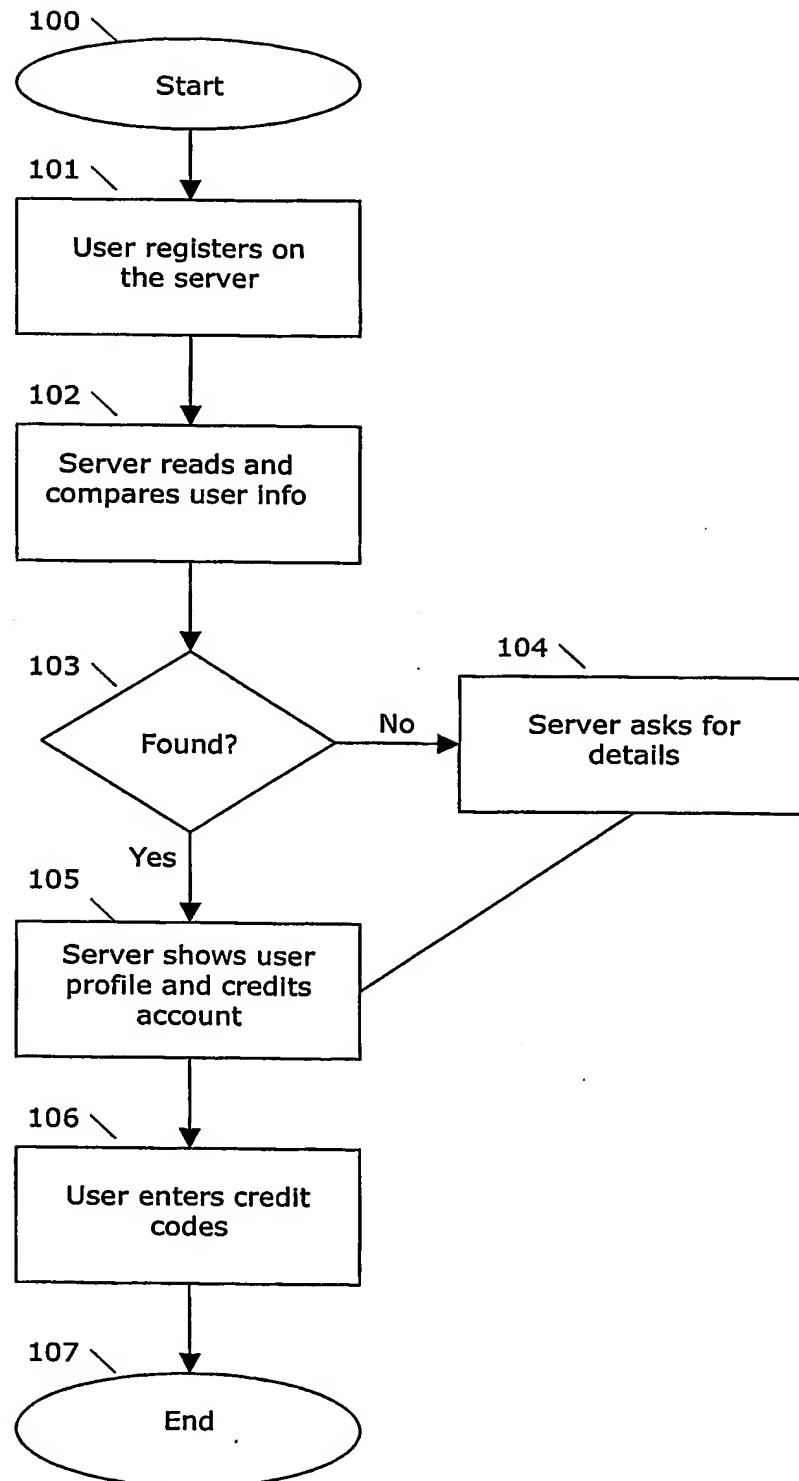 100
Start
101
User registers on
the server
102
Server reads and
compares user info
103
Found?
No
104
Server asks for
details
Yes
105
Server shows user
profile and credits
account
106
User enters credit
codes
107
End